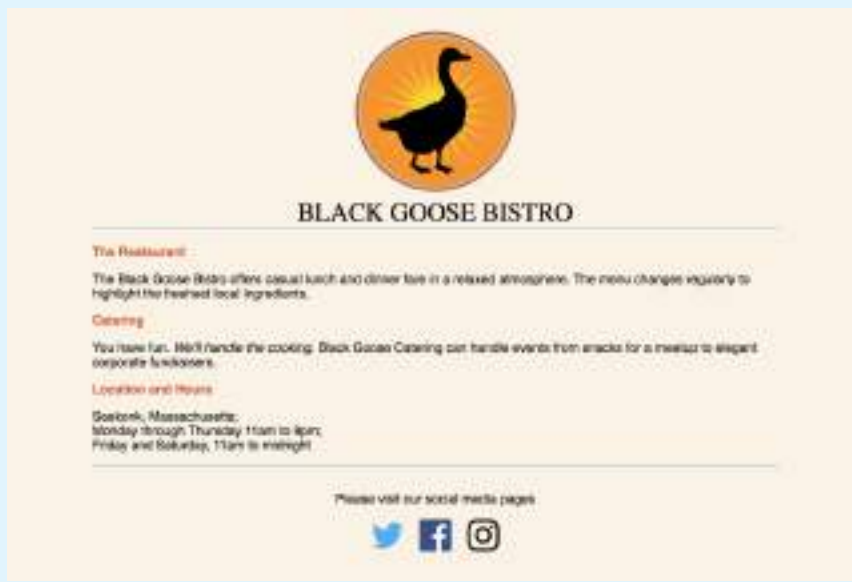 BLACK GOOSE BISTRO
The Restaurant
The Black Goose Bistro offers casual lunch and dinner fare in a relaxed atmosphere. The menu changes regularly to
highlight the freshest local ingredients.
Catering
You have fun. We'll handle the cooking. Black Goose Catering can handle events from snacks for a meetup to elegant
corporate fundraisers.
Location and Hours
Seekonk, Massachusetts;
Monday through Thursday 11am to 9pm;
Friday and Saturday, 11am to midnight
Please visit our social media pages